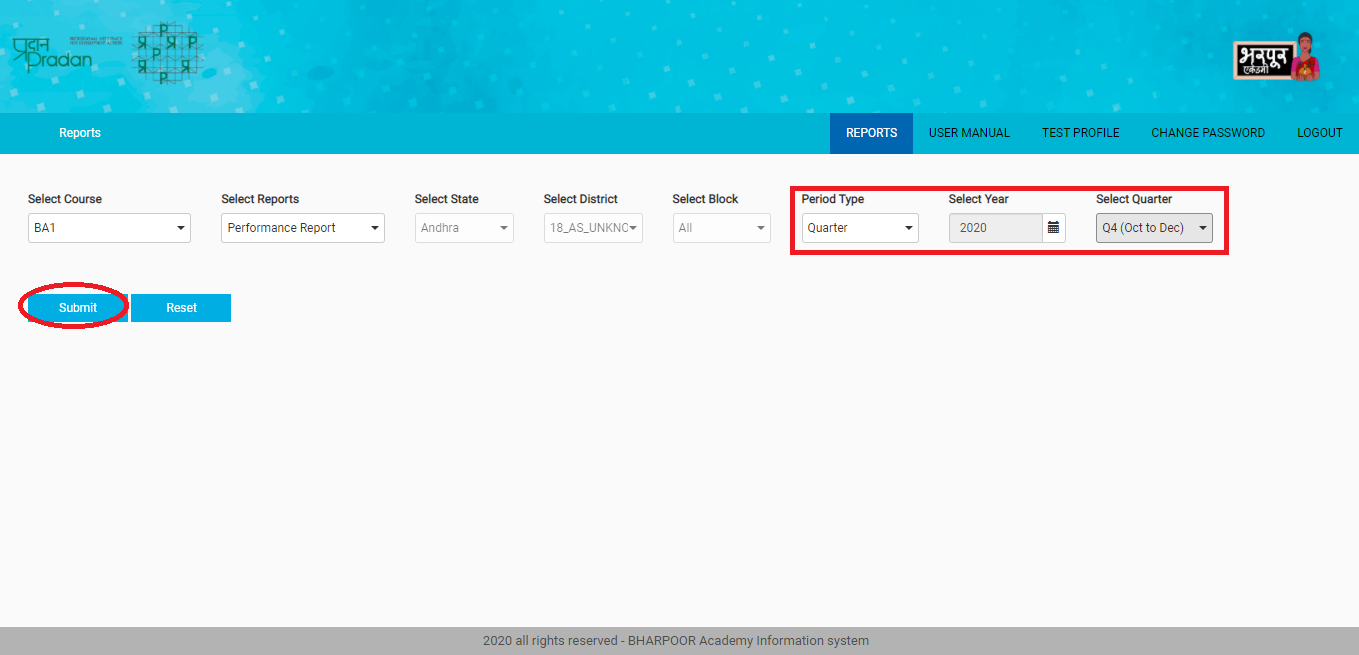 प्रदान
Pradan
PROFESSIONAL ASSISTANCE
FOR DEVELOPMENT ACTION
भरपूर
एकेडमी
Reports
REPORTS USER MANUAL TEST PROFILE CHANGE PASSWORD LOGOUT
Select Course Select Reports Select State Select District Select Block Period Type Select Year Select Quarter
BA1 Performance Report Andhra 18_AS_UNKNO All Quarter 2020 Q4 (Oct to Dec)
Submit Reset
2020 all rights reserved - BHARPOOR Academy Information system